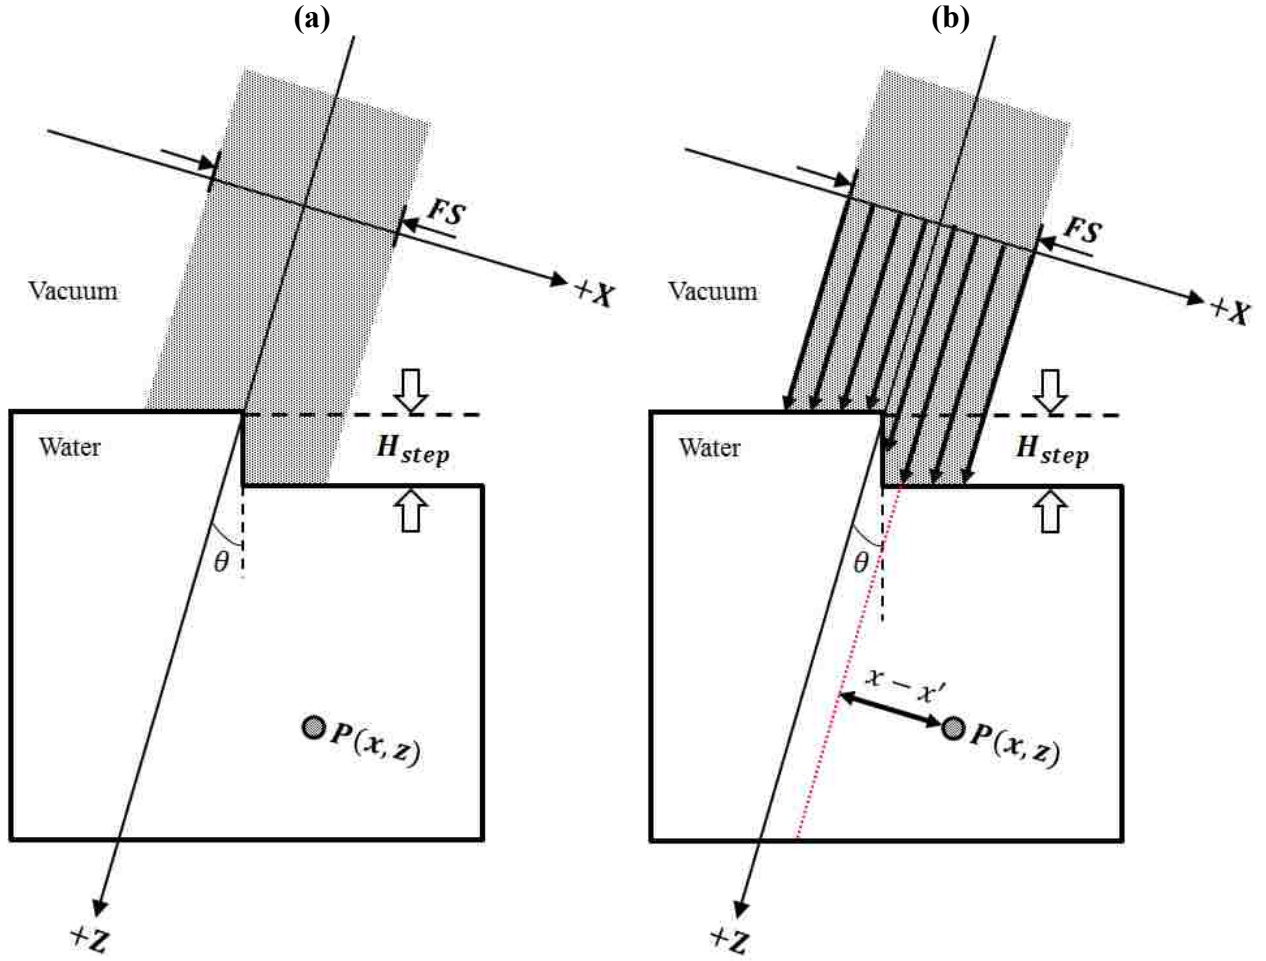 (a)
FS
Vacuum
+X
Water
H_step
θ
P(x, z)
+Z
(b)
FS
Vacuum
+X
Water
H_step
θ
x − x′
P(x, z)
+Z